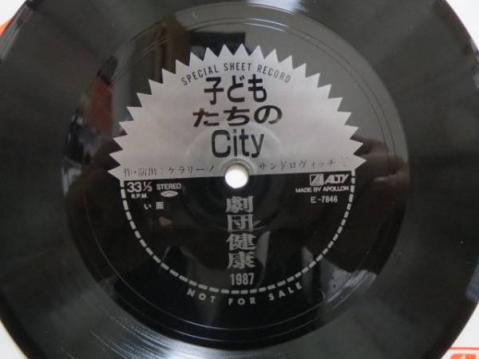 SPECIAL SHEET RECORD
子ども
たちの
City
作・演出：ケラリーノ サンドロヴィッチ
33⅓ STEREO
R.P.M.
い面
ALTY
MADE BY APOLLON
E-7846
劇団健康
1987
NOT FOR SALE